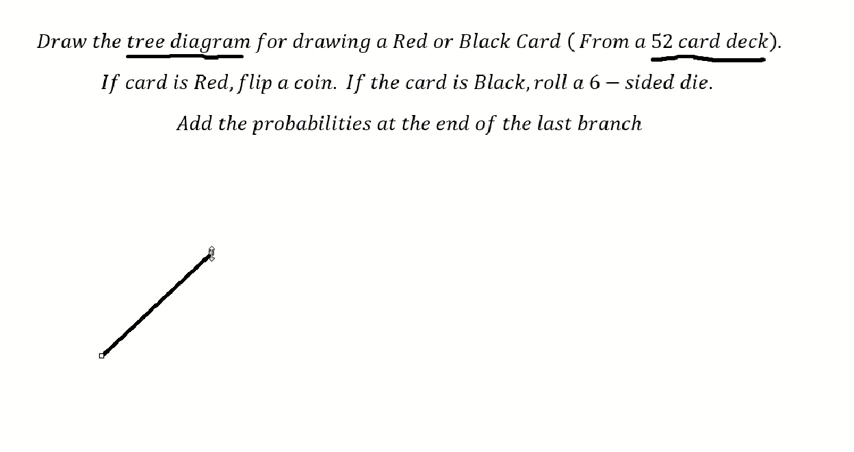 Draw the tree diagram for drawing a Red or Black Card ( From a 52 card deck).
If card is Red, flip a coin. If the card is Black, roll a 6 – sided die.
Add the probabilities at the end of the last branch